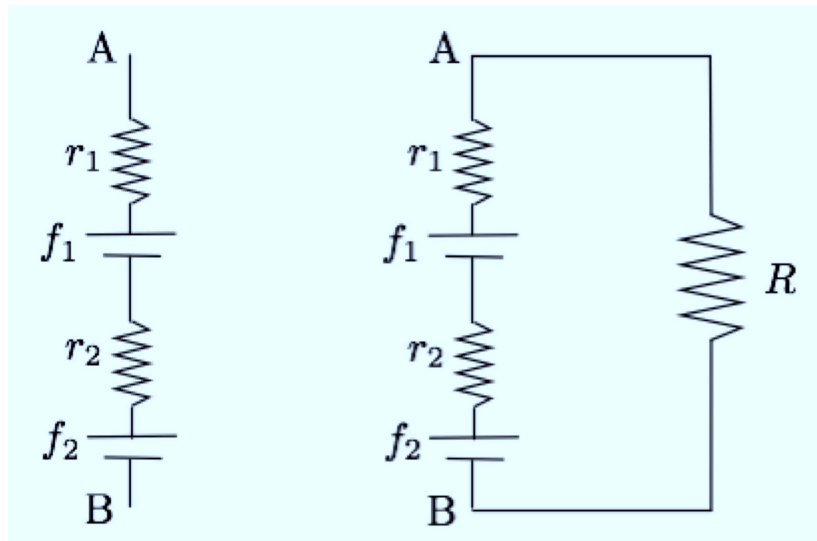 A A
r₁ r₁
f₁ f₁
R
r₂ r₂
f₂ f₂
B B